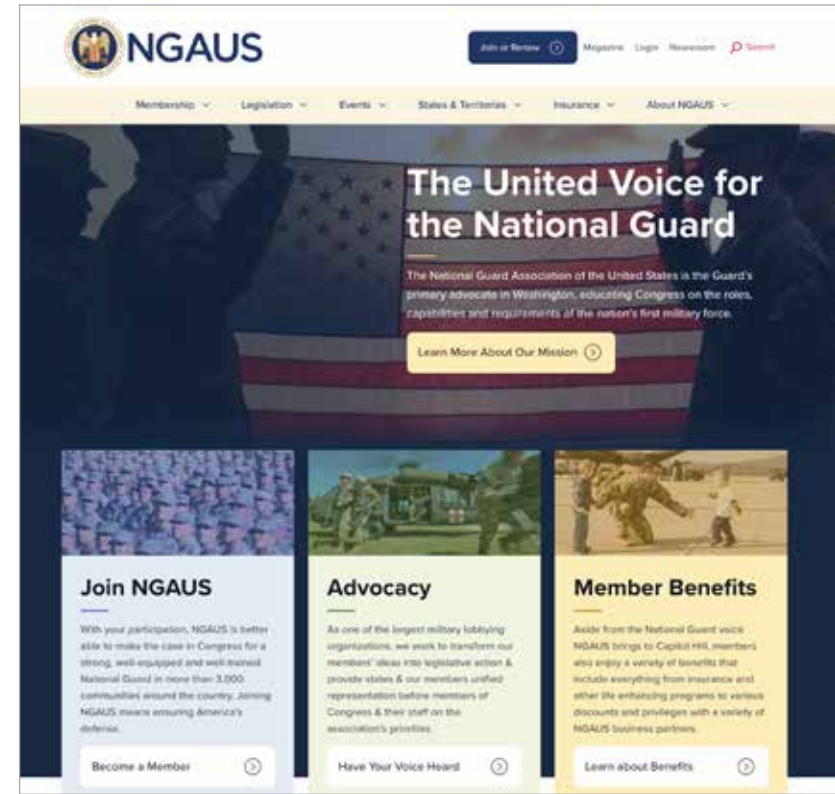 NGAUS
Join or Renew
Magazine Login Newsroom Search
Membership Legislation Events States & Territories Insurance About NGAUS
The United Voice for
the National Guard
The National Guard Association of the United States is the Guard's
primary advocate in Washington, educating Congress on the roles,
capabilities and requirements of the nation's first military force.
Learn More About Our Mission
Join NGAUS
With your participation, NGAUS is better
able to make the case in Congress for a
strong, well-equipped and well-trained
National Guard in more than 3,000
communities around the country. Joining
NGAUS means ensuring America's
defense.
Become a Member
Advocacy
As one of the largest military lobbying
organizations, we work to transform our
members' ideas into legislative action &
provide states & our members unified
representation before members of
Congress & their staff on the
association's priorities.
Have Your Voice Heard
Member Benefits
Aside from the National Guard voice
NGAUS brings to Capitol Hill, members
also enjoy a variety of benefits that
include everything from insurance and
other life enhancing programs to various
discounts and privileges with a variety of
NGAUS business partners.
Learn about Benefits